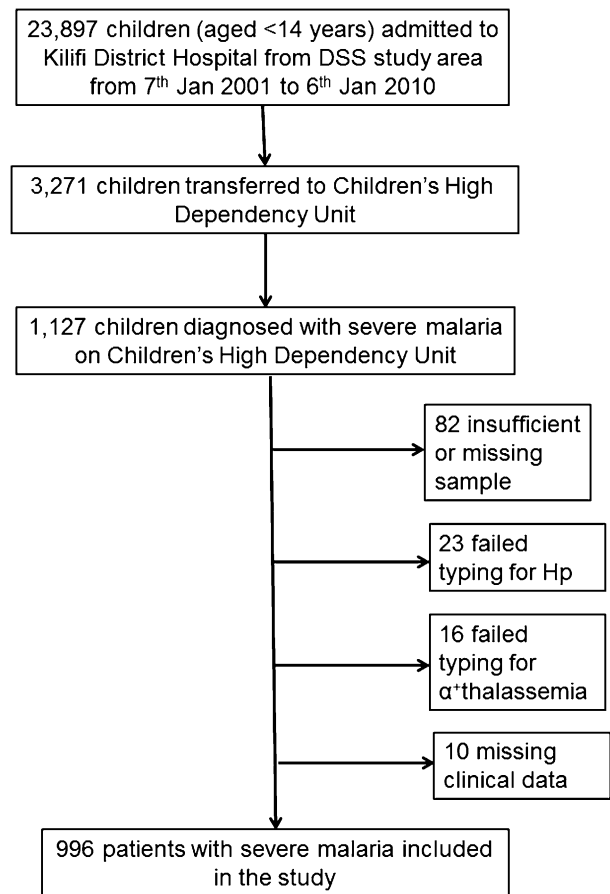 23,897 children (aged <14 years) admitted to
Kilifi District Hospital from DSS study area
from 7th Jan 2001 to 6th Jan 2010
3,271 children transferred to Children's High
Dependency Unit
1,127 children diagnosed with severe malaria
on Children's High Dependency Unit
82 insufficient
or missing
sample
23 failed
typing for Hp
16 failed
typing for
α⁺thalassemia
10 missing
clinical data
996 patients with severe malaria included
in the study